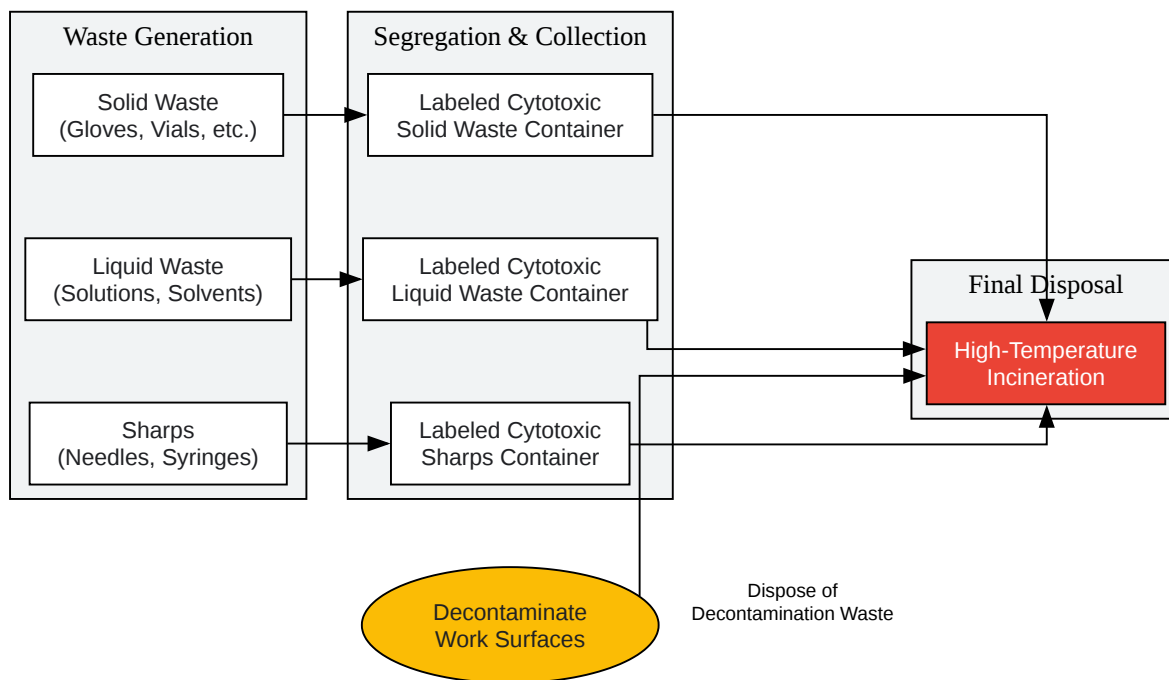 Waste Generation
Segregation & Collection
Solid Waste
(Gloves, Vials, etc.)
Labeled Cytotoxic
Solid Waste Container
Liquid Waste
(Solutions, Solvents)
Labeled Cytotoxic
Liquid Waste Container
Final Disposal
High-Temperature
Incineration
Sharps
(Needles, Syringes)
Labeled Cytotoxic
Sharps Container
Decontaminate
Work Surfaces
Dispose of
Decontamination Waste